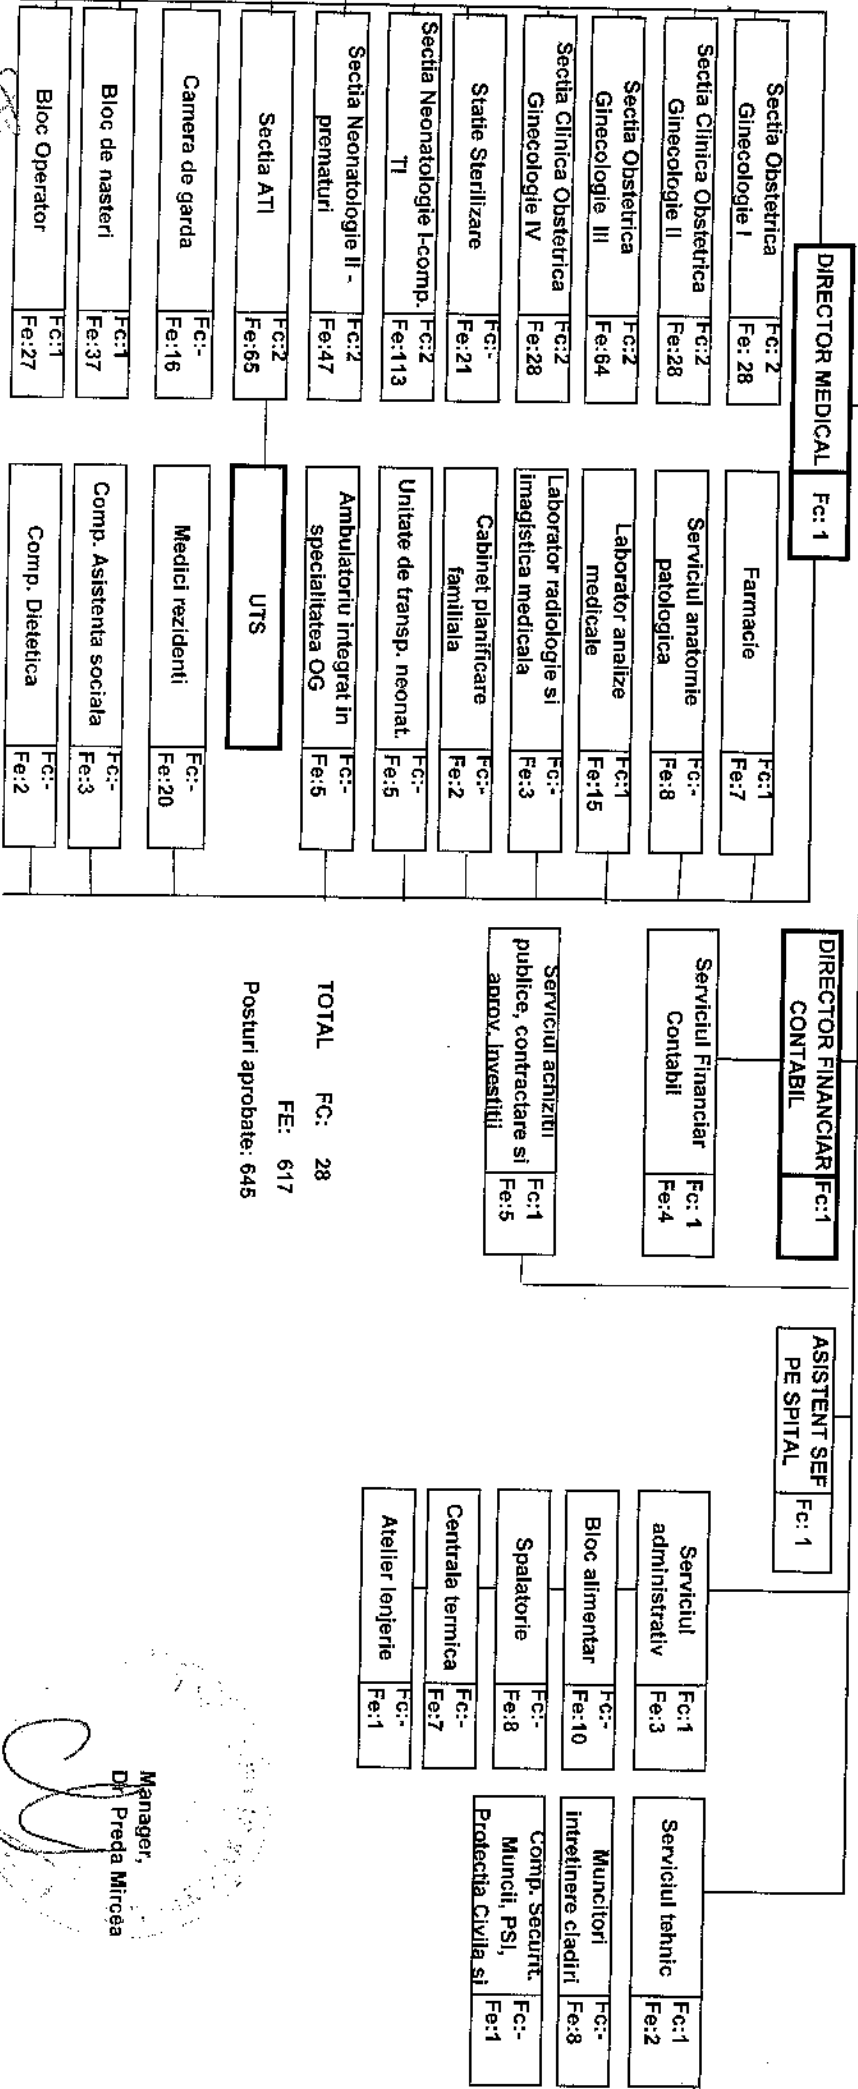 DIRECTOR MEDICAL
Fc: 1
Sectia Obstetrica
Ginecologie I
Fc: 2
Fe: 28
Sectia Clinica Obstetrica
Ginecologie II
Fc:2
Fe:28
Sectia Obstetrica
Ginecologie III
Fc:2
Fe:64
Sectia Clinica Obstetrica
Ginecologie IV
Fc:2
Fe:28
Statie Sterilizare
Fc:-
Fe:21
Sectia Neonatologie I-comp.
TI
Fc:2
Fe:113
Sectia Neonatologie II -
prematuri
Fc:2
Fe:47
Sectia ATI
Fc:2
Fe:65
Camera de garda
Fc:-
Fe:16
Bloc de nasteri
Fc:1
Fe:37
Bloc Operator
Fc:1
Fe:27
Farmacie
Fc:1
Fe:7
Serviciul anatomie
patologica
Fc:-
Fe:8
Laborator analize
medicale
Fc:1
Fe:15
Laborator radiologie si
imagistica medicala
Fc:-
Fe:3
Cabinet planificare
familiala
Fc:-
Fe:2
Unitate de transp. neonat.
Fc:-
Fe:5
Ambulatoriu integrat in
specialitatea OG
Fc:-
Fe:5
UTS
Medici rezidenti
Fc:-
Fe:20
Comp. Asistenta sociala
Fc:-
Fe:3
Comp. Dietetica
Fc:-
Fe:2
DIRECTOR FINANCIAR
CONTABIL
Fc:1
Serviciul Financiar
Contabil
Fc: 1
Fe:4
Serviciul achizitii
publice, contractare si
aprov. Investitii
Fc:1
Fe:5
TOTAL FC: 28
FE: 617
Posturi aprobate: 645
ASISTENT SEF
PE SPITAL
Fc: 1
Serviciul
administrativ
Fc:1
Fe:3
Bloc alimentar
Fc:-
Fe:10
Spalatorie
Fc:-
Fe:8
Centrala termica
Fc:-
Fe:7
Atelier lenjerie
Fc:-
Fe:1
Serviciul tehnic
Fc:1
Fe:2
Muncitori
intretinere cladiri
Fc:-
Fe:8
Comp. Securit.
Muncii, PSI,
Protectia Civila si
Fc:-
Fe:1
Manager,
Dr Preda Mircea